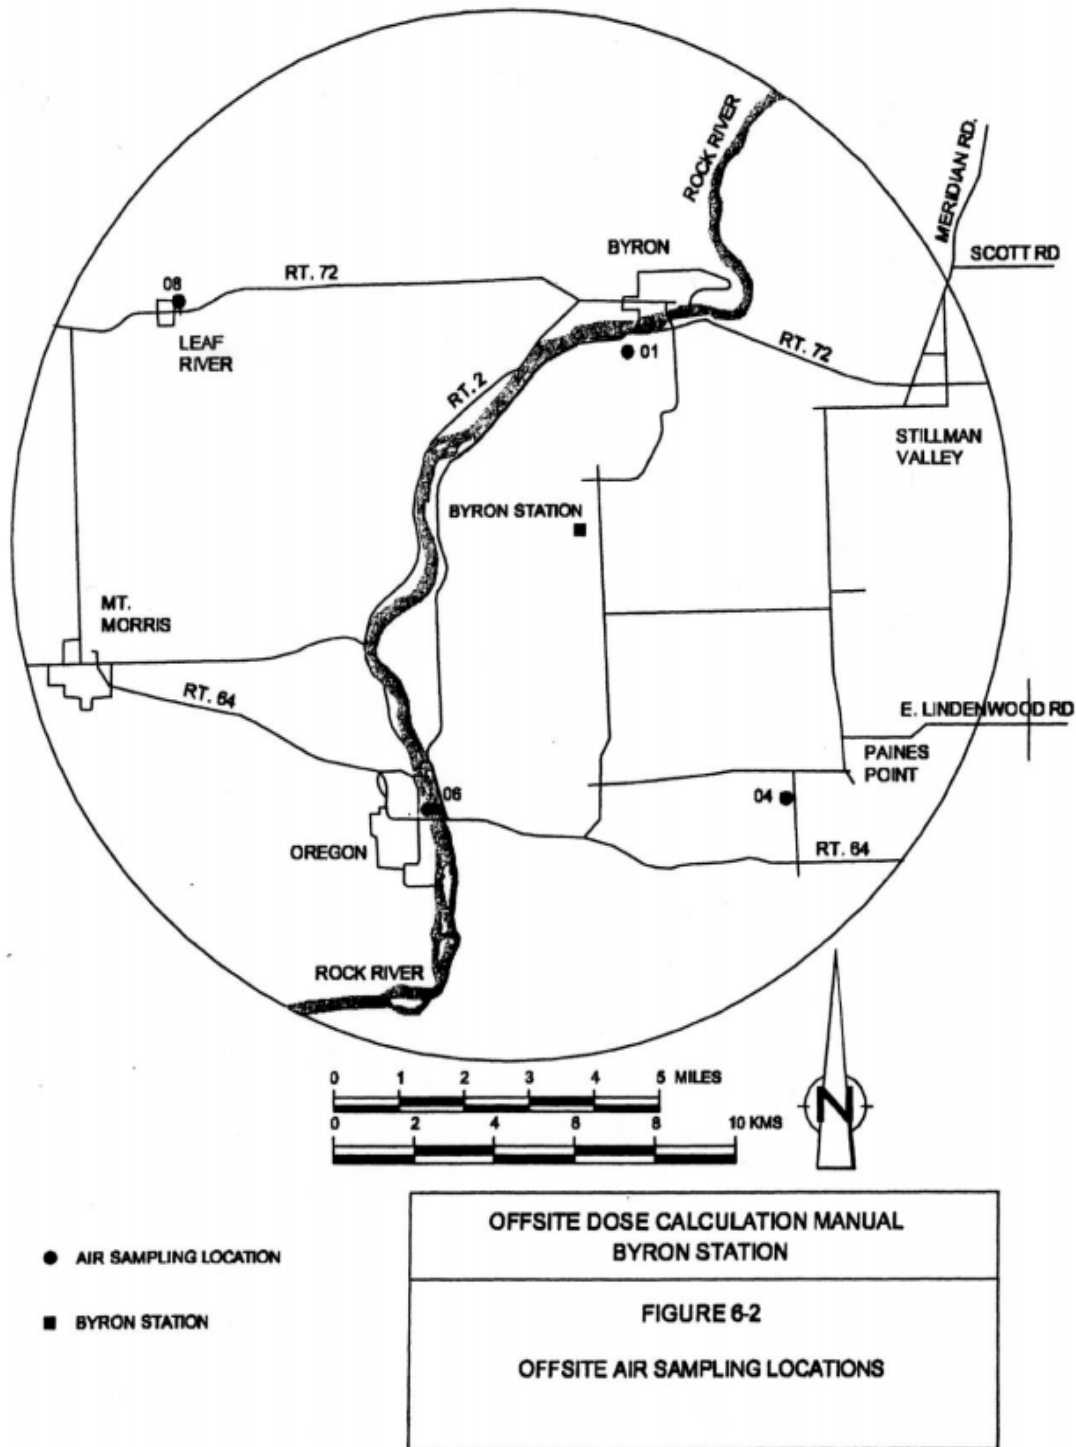 ROCK RIVER
MERIDIAN RD.
SCOTT RD
BYRON
RT. 72
08
LEAF
RIVER
01
RT. 72
RT. 2
STILLMAN
VALLEY
BYRON STATION
MT.
MORRIS
RT. 64
E. LINDENWOOD RD
PAINES
POINT
06
04
OREGON
RT. 64
ROCK RIVER
0 1 2 3 4 5 MILES
0 2 4 6 8 10 KMS
N
OFFSITE DOSE CALCULATION MANUAL
BYRON STATION
AIR SAMPLING LOCATION
BYRON STATION
FIGURE 6-2
OFFSITE AIR SAMPLING LOCATIONS